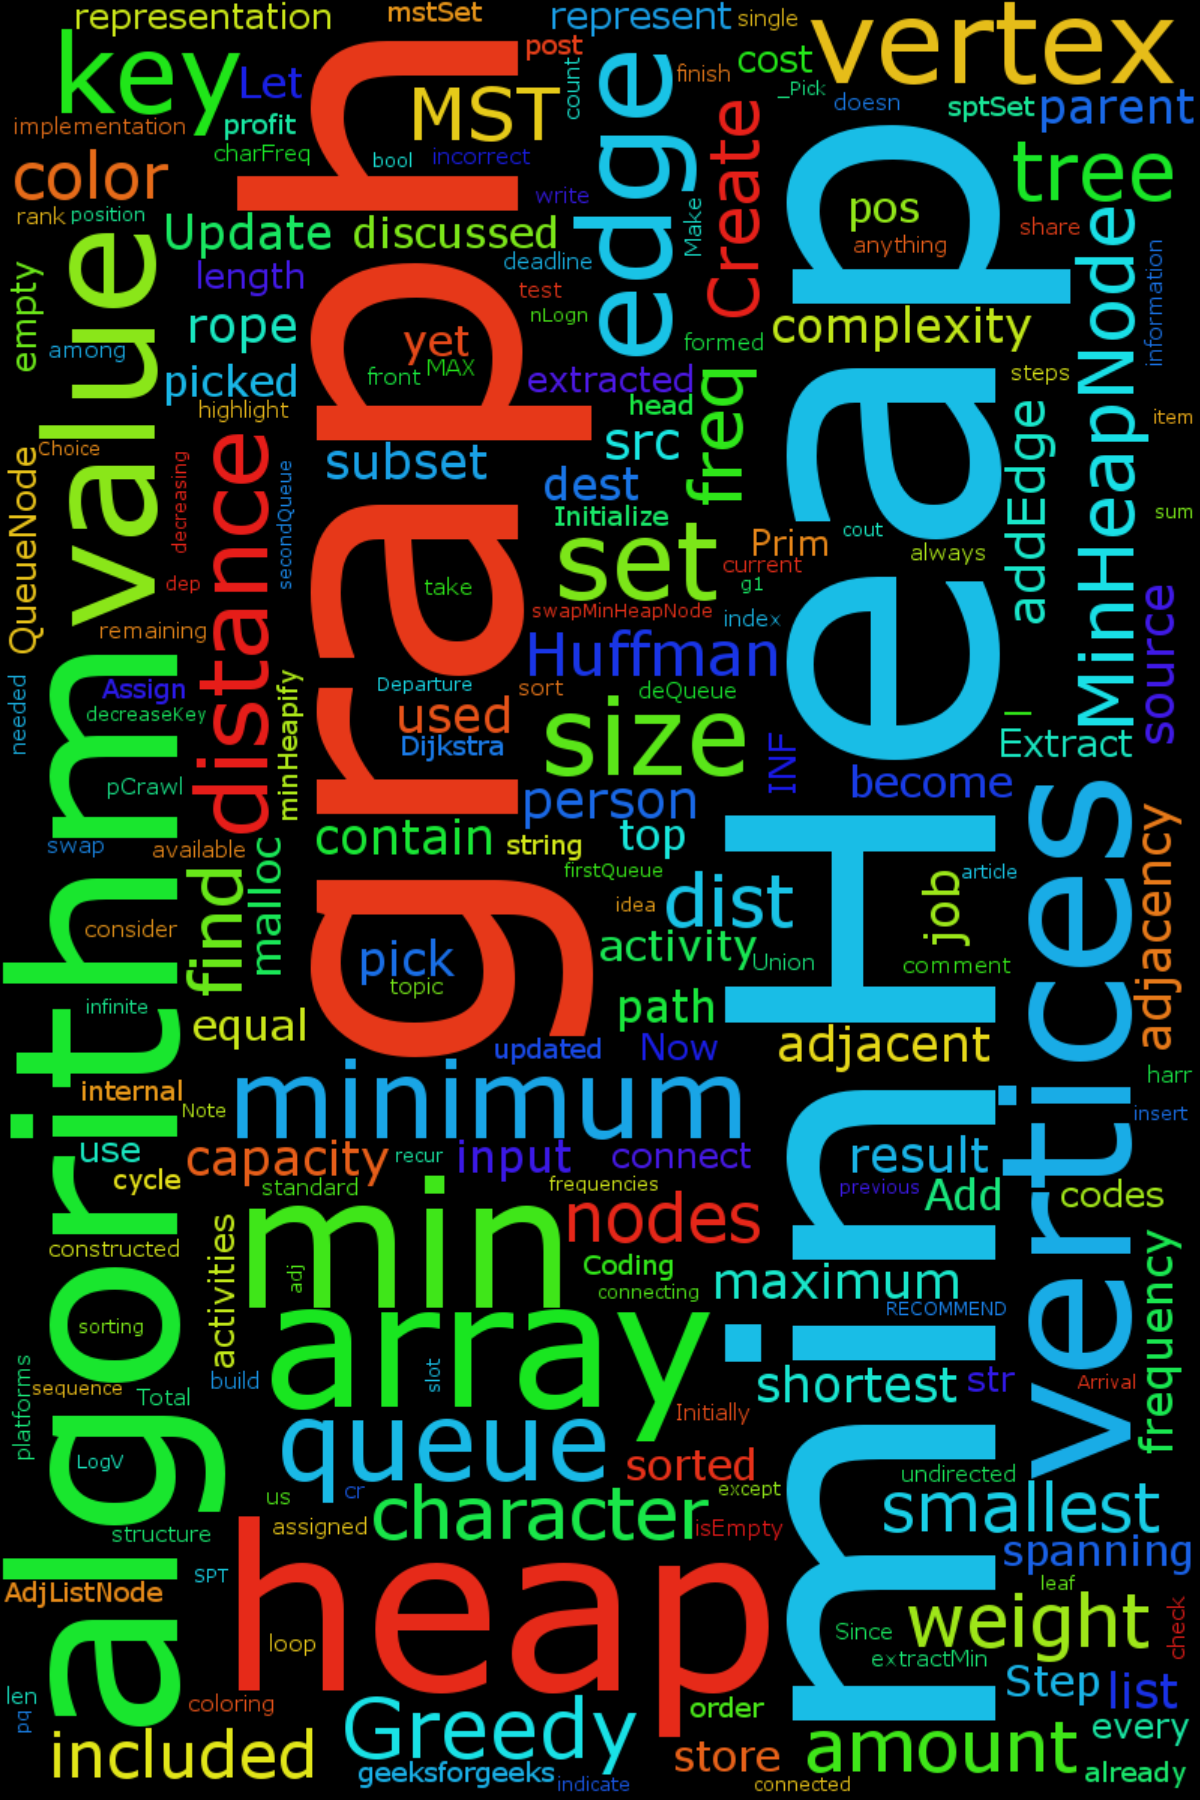 representation
mstSet
represent
single
vertex
key
Let
graph
post
MST
count
edge
finish
cost
_Pick
doesn
sptSet
parent
implementation
profit
charFreq
bool
incorrect
Create
minHeap
color
tree
write
rank
position
Update
discussed
Make
pos
anything
share
MinHeapNode
value
empty
length
deadline
test
nLogn
information
rope
yet
complexity
among
front
MAX
formed
picked
extracted
freq
steps
highlight
head
addEdge
item
Choice
distance
subset
src
QueueNode
decreasing
secondQueue
dest
Initialize
set
Prim
cout
sum
current
always
dep
take
g1
swapMinHeapNode
index
source
remaining
Huffman
needed
algorithm
Assign
minHeapify
Departure
sort
deQueue
decreaseKey
used
size
l
Dijkstra
INF
Extract
pCrawl
become
person
vertices
swap
available
malloc
contain
string
top
adjacency
firstQueue
find
idea
dist
job
article
consider
pick
activity
Union
comment
topic
infinite
path
equal
updated
Now
adjacent
internal
Note
minimum
harr
insert
use
cycle
capacity
recur
input
connect
result
standard
frequencies
previous
Add
codes
min
nodes
constructed
activities
adj
Coding
connecting
maximum
frequency
RECOMMEND
sorting
array
platforms
sequence
Total
build
slot
shortest
str
Arrival
Initially
queue
LogV
sorted
undirected
us
cr
except
structure
assigned
character
isEmpty
smallest
heap
spanning
SPT
AdjListNode
leaf
loop
Since
weight
check
extractMin
len
pq
coloring
Step
list
order
included
Greedy
store
amount
every
geeksforgeeks
indicate
connected
already